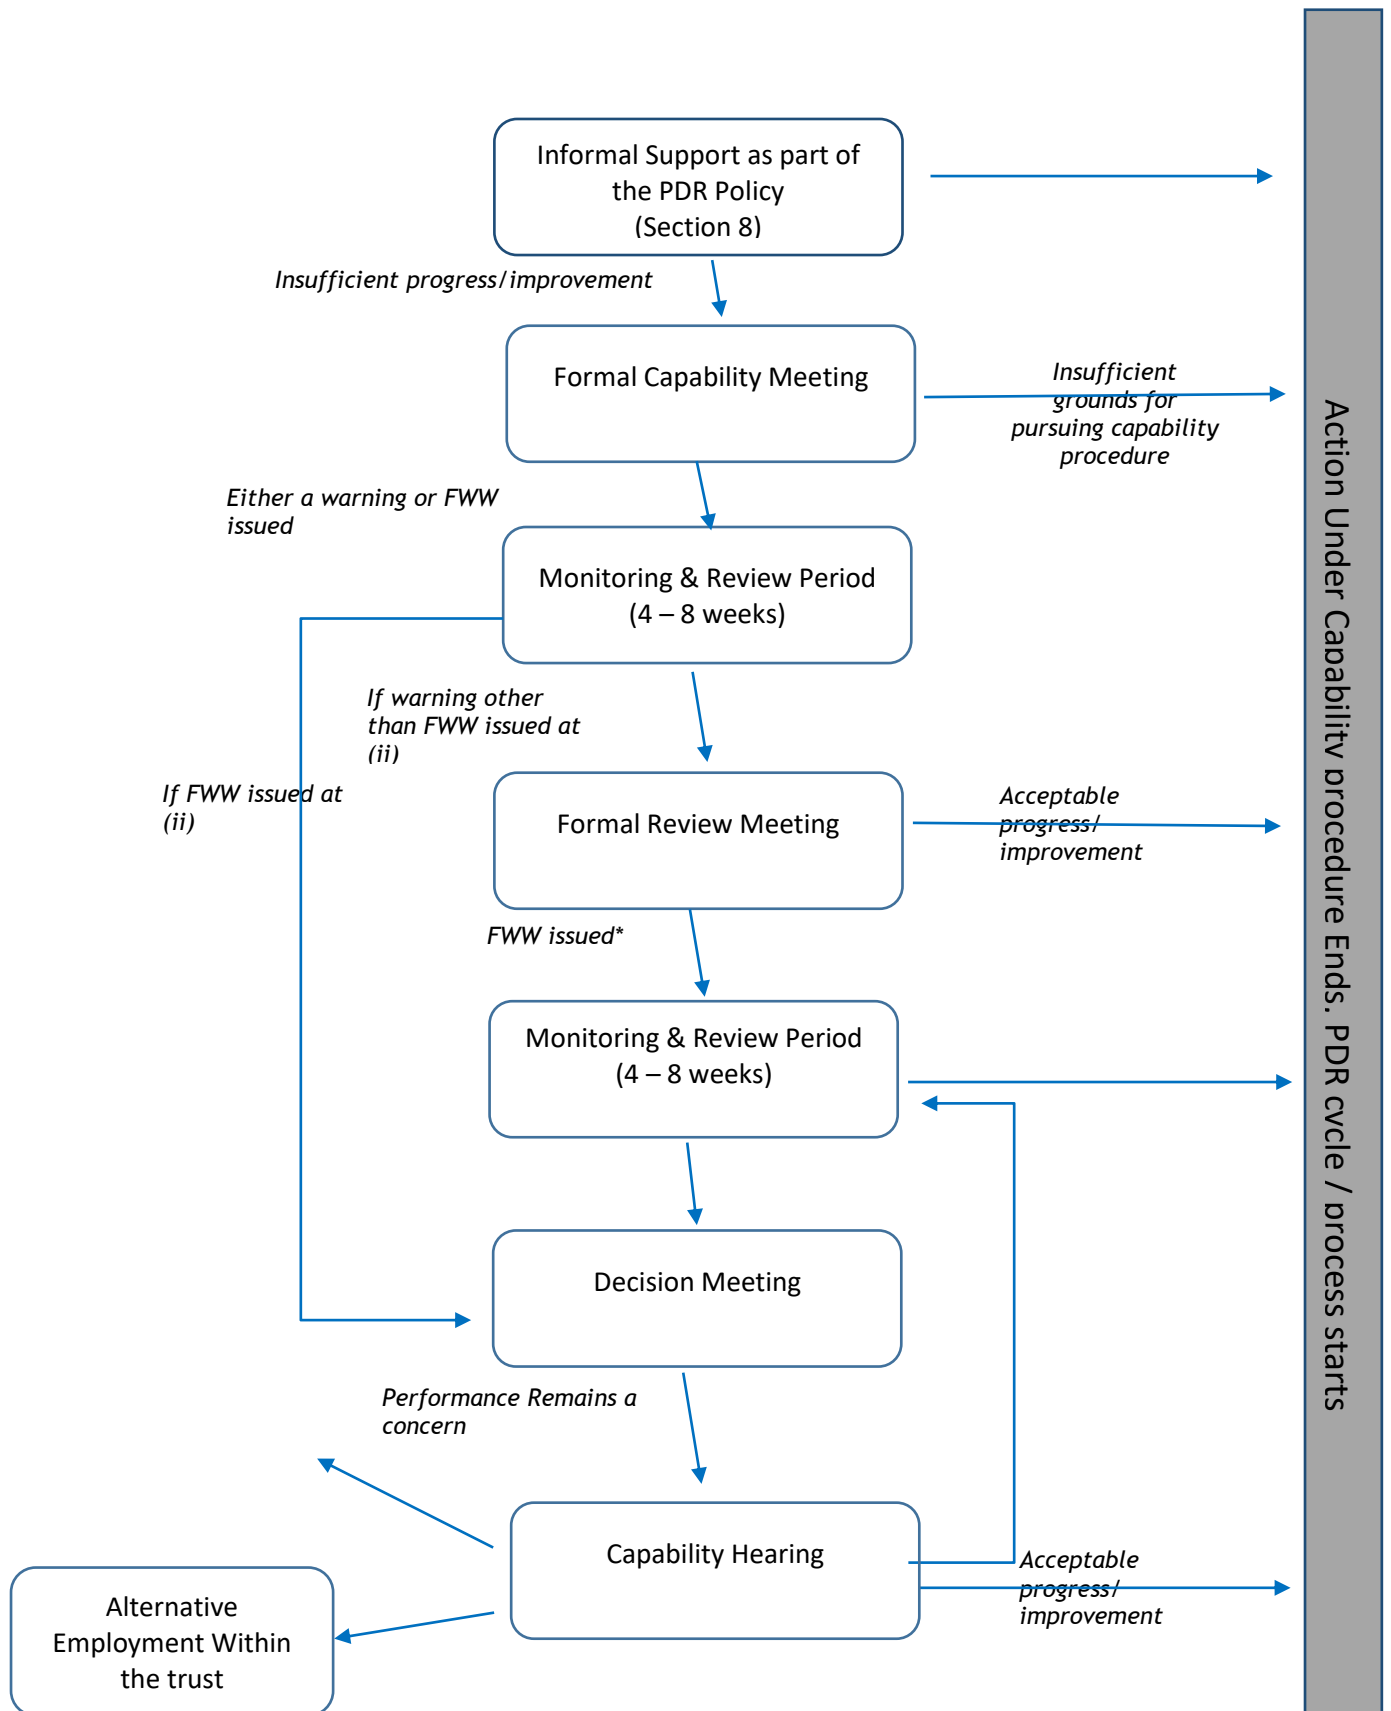 Informal Support as part of
the PDR Policy
(Section 8)
Insufficient progress/improvement
Formal Capability Meeting
Insufficient
grounds for
pursuing capability
procedure
Either a warning or FWW
issued
Monitoring & Review Period
(4 – 8 weeks)
If warning other
than FWW issued at
(ii)
If FWW issued at
(ii)
Formal Review Meeting
Acceptable
progress/
improvement
FWW issued*
Monitoring & Review Period
(4 – 8 weeks)
Decision Meeting
Performance Remains a
concern
Capability Hearing
Acceptable
progress/
improvement
Alternative
Employment Within
the trust
Action Under Capability procedure Ends. PDR cycle / process starts